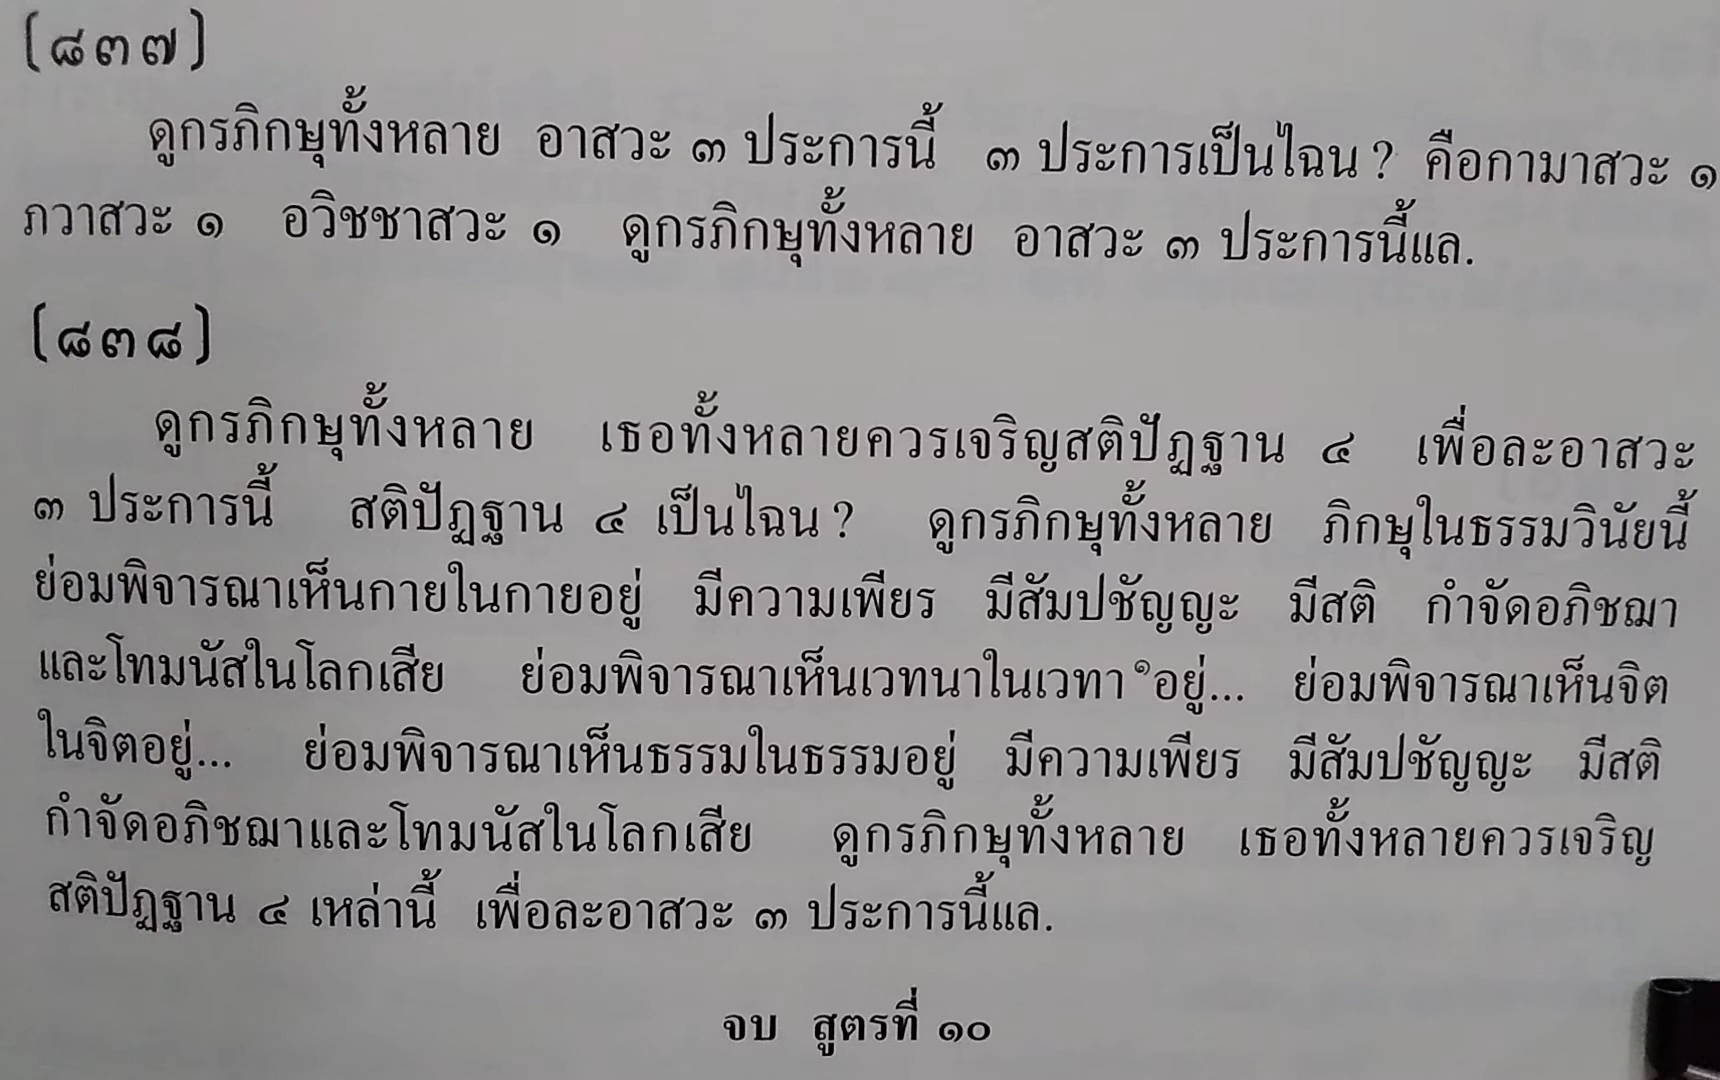 (๘๓๗)
ดูกรภิกษุทั้งหลาย อาสวะ ๓ ประการนี้ ๓ ประการเป็นไฉน? คือกามาสวะ ๑
ภวาสวะ ๑ อวิชชาสวะ ๑ ดูกรภิกษุทั้งหลาย อาสวะ ๓ ประการนี้แล.
(๘๓๘)
ดูกรภิกษุทั้งหลาย เธอทั้งหลายควรเจริญสติปัฏฐาน ๔ เพื่อละอาสวะ
๓ ประการนี้ สติปัฏฐาน ๔ เป็นไฉน? ดูกรภิกษุทั้งหลาย ภิกษุในธรรมวินัยนี้
ย่อมพิจารณาเห็นกายในกายอยู่ มีความเพียร มีสัมปชัญญะ มีสติ กำจัดอภิชฌา
และโทมนัสในโลกเสีย ย่อมพิจารณาเห็นเวทนาในเวทา ๑อยู่... ย่อมพิจารณาเห็นจิต
ในจิตอยู่... ย่อมพิจารณาเห็นธรรมในธรรมอยู่ มีความเพียร มีสัมปชัญญะ มีสติ
กำจัดอภิชฌาและโทมนัสในโลกเสีย ดูกรภิกษุทั้งหลาย เธอทั้งหลายควรเจริญ
สติปัฏฐาน ๔ เหล่านี้ เพื่อละอาสวะ ๓ ประการนี้แล.
จบ สูตรที่ ๑๐